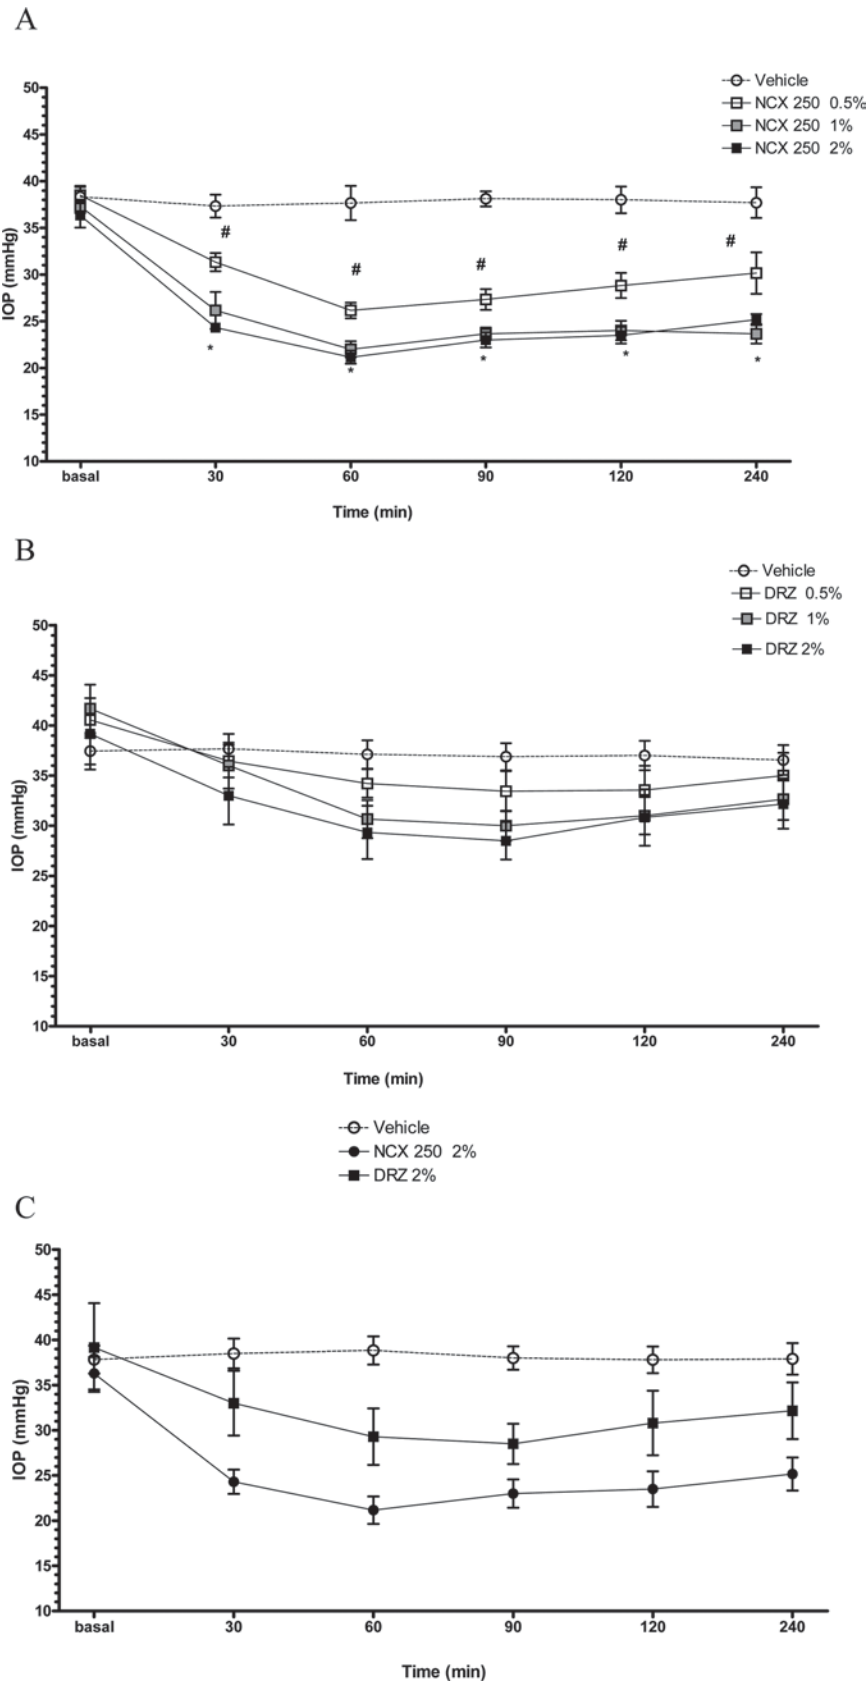 A
Vehicle
NCX 250 0.5%
NCX 250 1%
NCX 250 2%
50
45
40
35
30
25
20
15
10
IOP (mmHg)
# # # # #
* * * * *
basal 30 60 90 120 240
Time (min)
B
Vehicle
DRZ 0.5%
DRZ 1%
DRZ 2%
50
45
40
35
30
25
20
15
10
IOP (mmHg)
basal 30 60 90 120 240
Time (min)
Vehicle
NCX 250 2%
DRZ 2%
C
50
45
40
35
30
25
20
15
10
IOP (mmHg)
basal 30 60 90 120 240
Time (min)